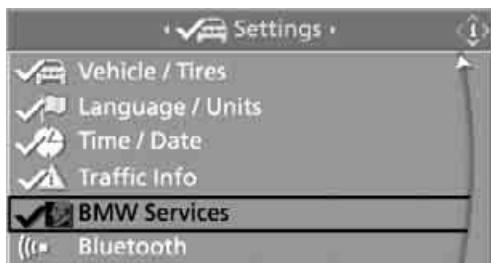 Settings
Vehicle / Tires
Language / Units
Time / Date
Traffic Info
BMW Services
Bluetooth